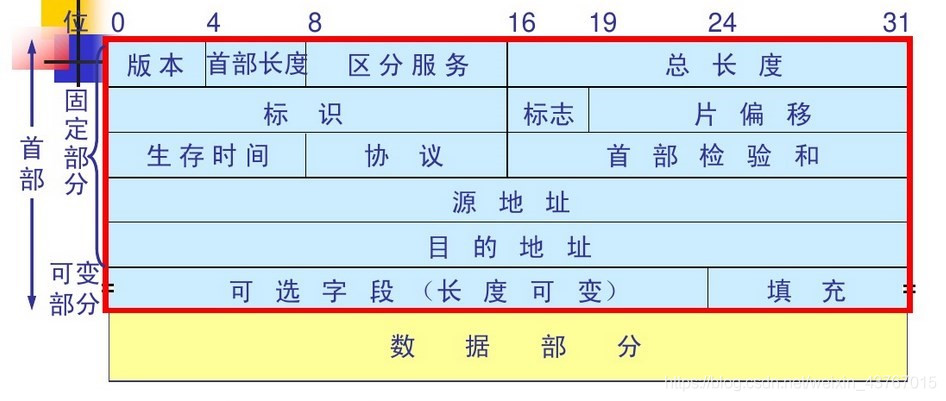 位 0 4 8 16 19 24 31
版本 首部长度 区分服务 总长度
标识 标志 片偏移
生存时间 协议 首部检验和
源地址
目的地址
可选字段（长度可变） 填充
数据部分
首部
固定部分
可变部分
https://blog.csdn.net/weixin_43767015